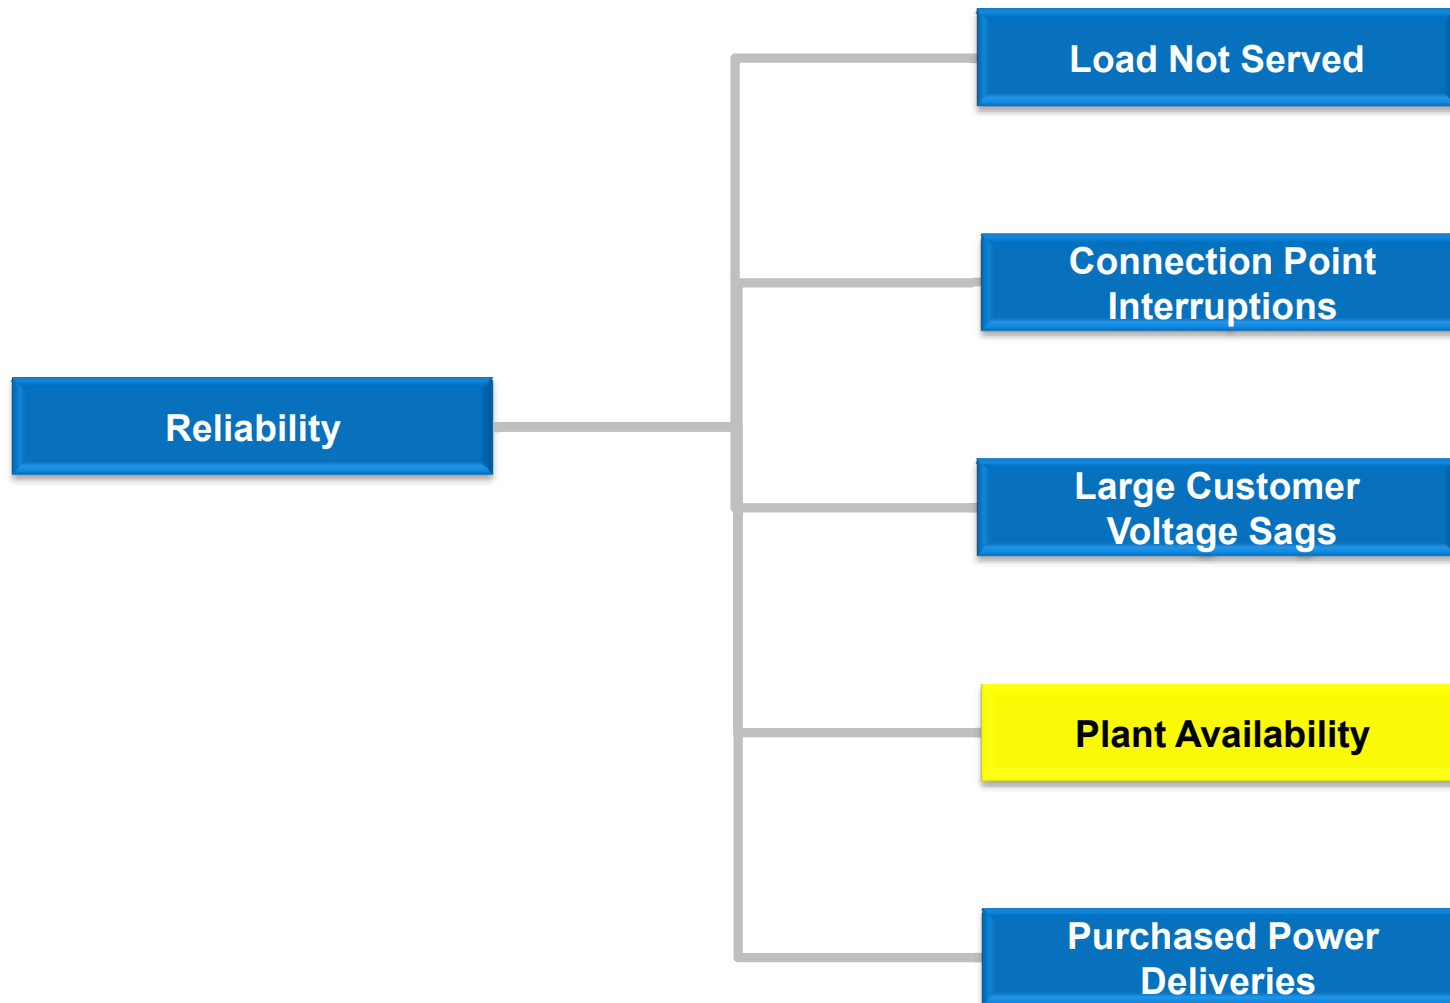 Load Not Served
Connection Point
Interruptions
Reliability
Large Customer
Voltage Sags
Plant Availability
Purchased Power
Deliveries